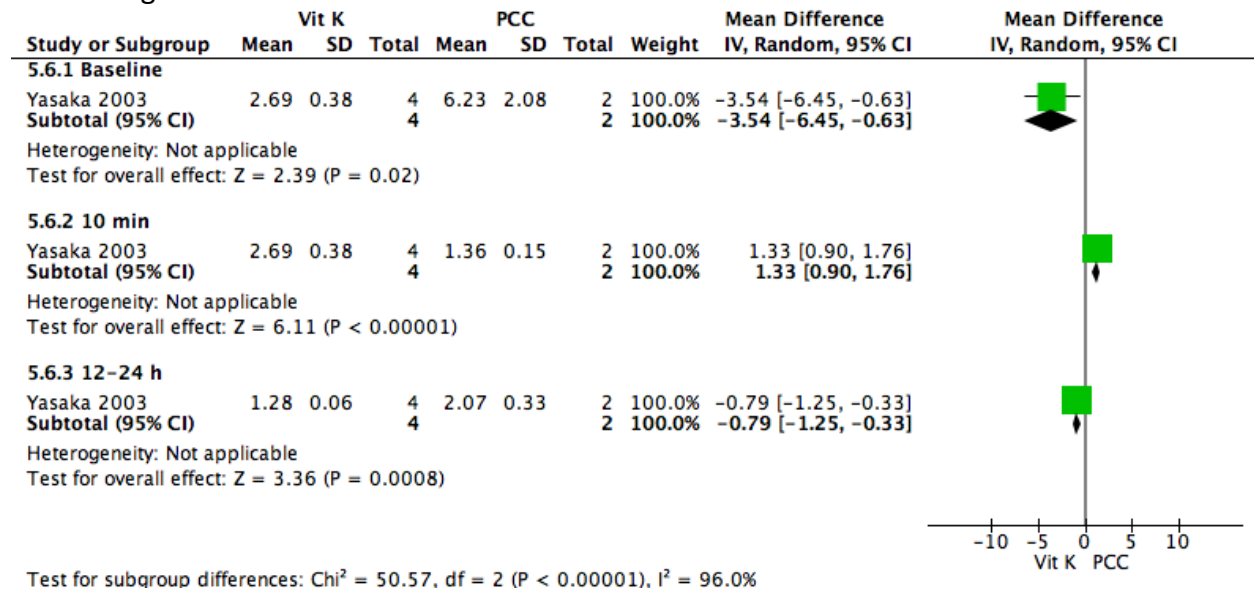 Vit K PCC Mean Difference Mean Difference
Study or Subgroup Mean SD Total Mean SD Total Weight IV, Random, 95% CI IV, Random, 95% CI
5.6.1 Baseline
Yasaka 2003 2.69 0.38 4 6.23 2.08 2 100.0% -3.54 [-6.45, -0.63]
Subtotal (95% CI) 4 2 100.0% -3.54 [-6.45, -0.63]
Heterogeneity: Not applicable
Test for overall effect: Z = 2.39 (P = 0.02)
5.6.2 10 min
Yasaka 2003 2.69 0.38 4 1.36 0.15 2 100.0% 1.33 [0.90, 1.76]
Subtotal (95% CI) 4 2 100.0% 1.33 [0.90, 1.76]
Heterogeneity: Not applicable
Test for overall effect: Z = 6.11 (P < 0.00001)
5.6.3 12-24 h
Yasaka 2003 1.28 0.06 4 2.07 0.33 2 100.0% -0.79 [-1.25, -0.33]
Subtotal (95% CI) 4 2 100.0% -0.79 [-1.25, -0.33]
Heterogeneity: Not applicable
Test for overall effect: Z = 3.36 (P = 0.0008)
-10 -5 0 5 10
Vit K PCC
Test for subgroup differences: Chi² = 50.57, df = 2 (P < 0.00001), I² = 96.0%